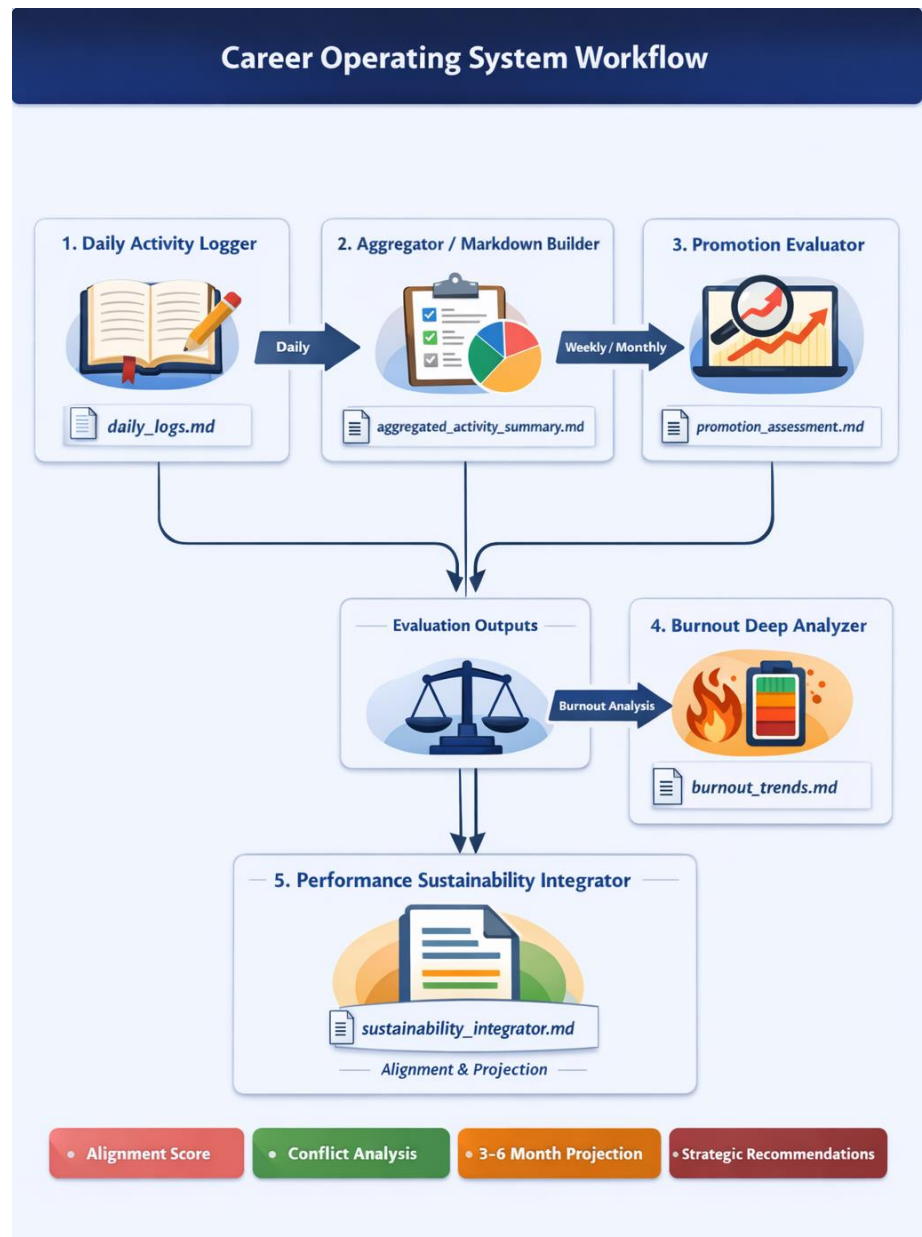 Career Operating System Workflow
1. Daily Activity Logger
daily_logs.md
Daily
2. Aggregator / Markdown Builder
aggregated_activity_summary.md
Weekly / Monthly
3. Promotion Evaluator
promotion_assessment.md
Evaluation Outputs
Burnout Analysis
4. Burnout Deep Analyzer
burnout_trends.md
5. Performance Sustainability Integrator
sustainability_integrator.md
Alignment & Projection
• Alignment Score
• Conflict Analysis
• 3-6 Month Projection
• Strategic Recommendations